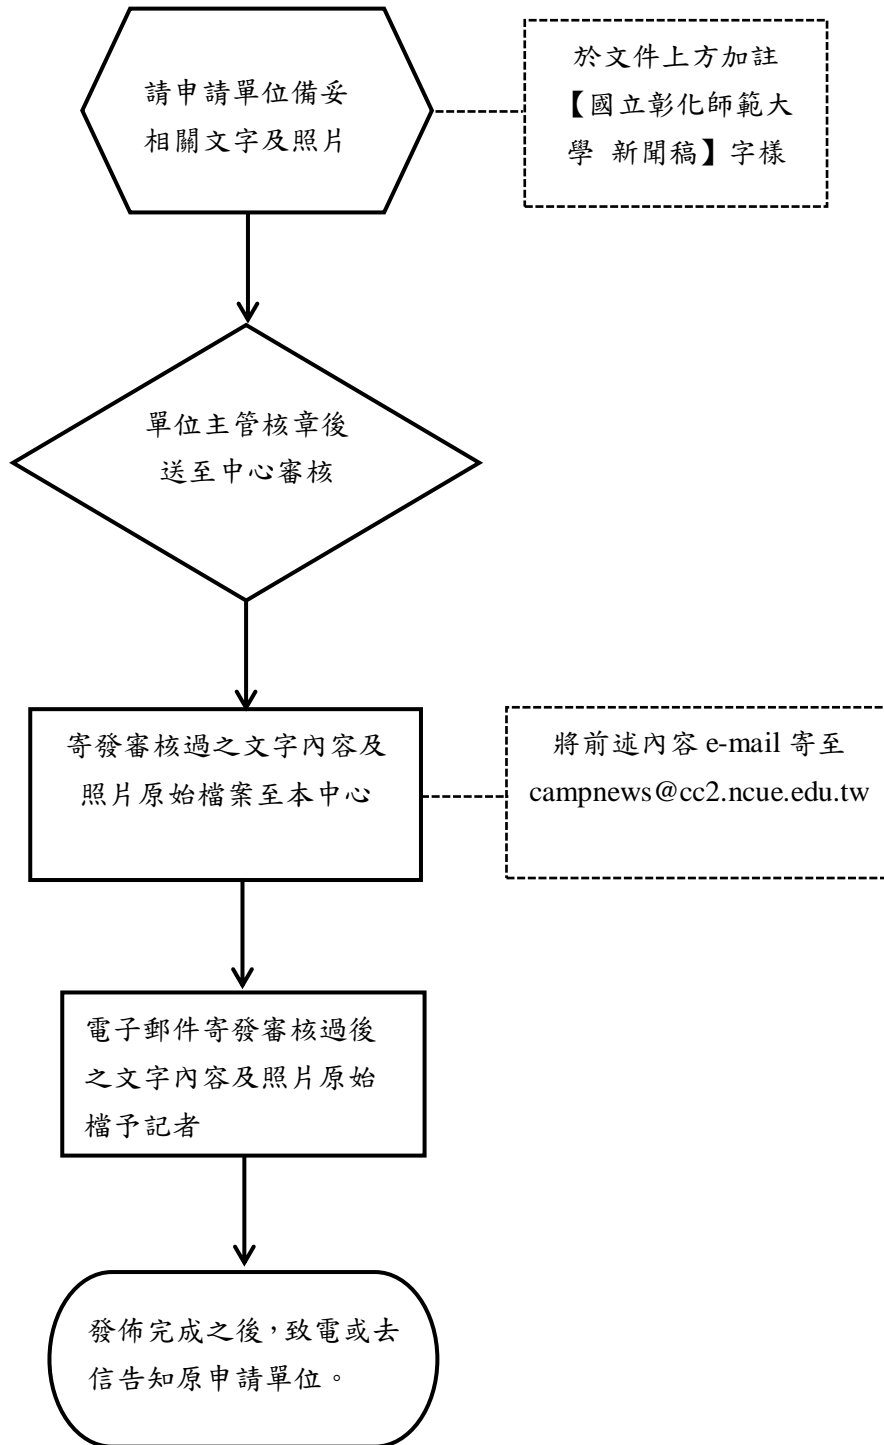 請申請單位備妥
相關文字及照片
於文件上方加註
【國立彰化師範大
學 新聞稿】字樣
單位主管核章後
送至中心審核
寄發審核過之文字內容及
照片原始檔案至本中心
將前述內容 e-mail 寄至
campnews@cc2.ncue.edu.tw
電子郵件寄發審核過後
之文字內容及照片原始
檔予記者
發佈完成之後，致電或去
信告知原申請單位。